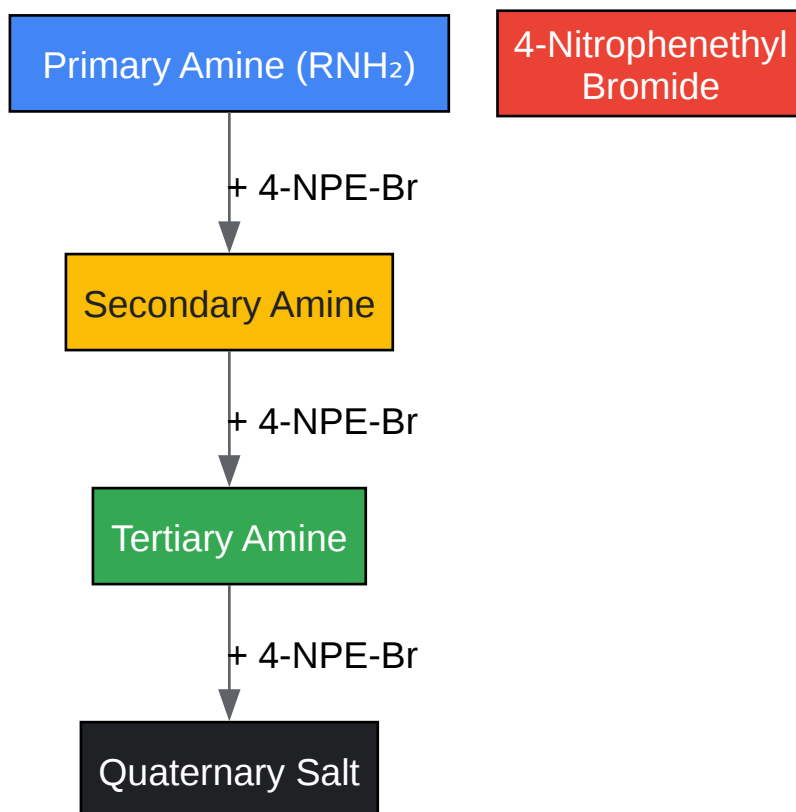 Primary Amine (RNH₂)
4-Nitrophenethyl
Bromide
+ 4-NPE-Br
Secondary Amine
+ 4-NPE-Br
Tertiary Amine
+ 4-NPE-Br
Quaternary Salt